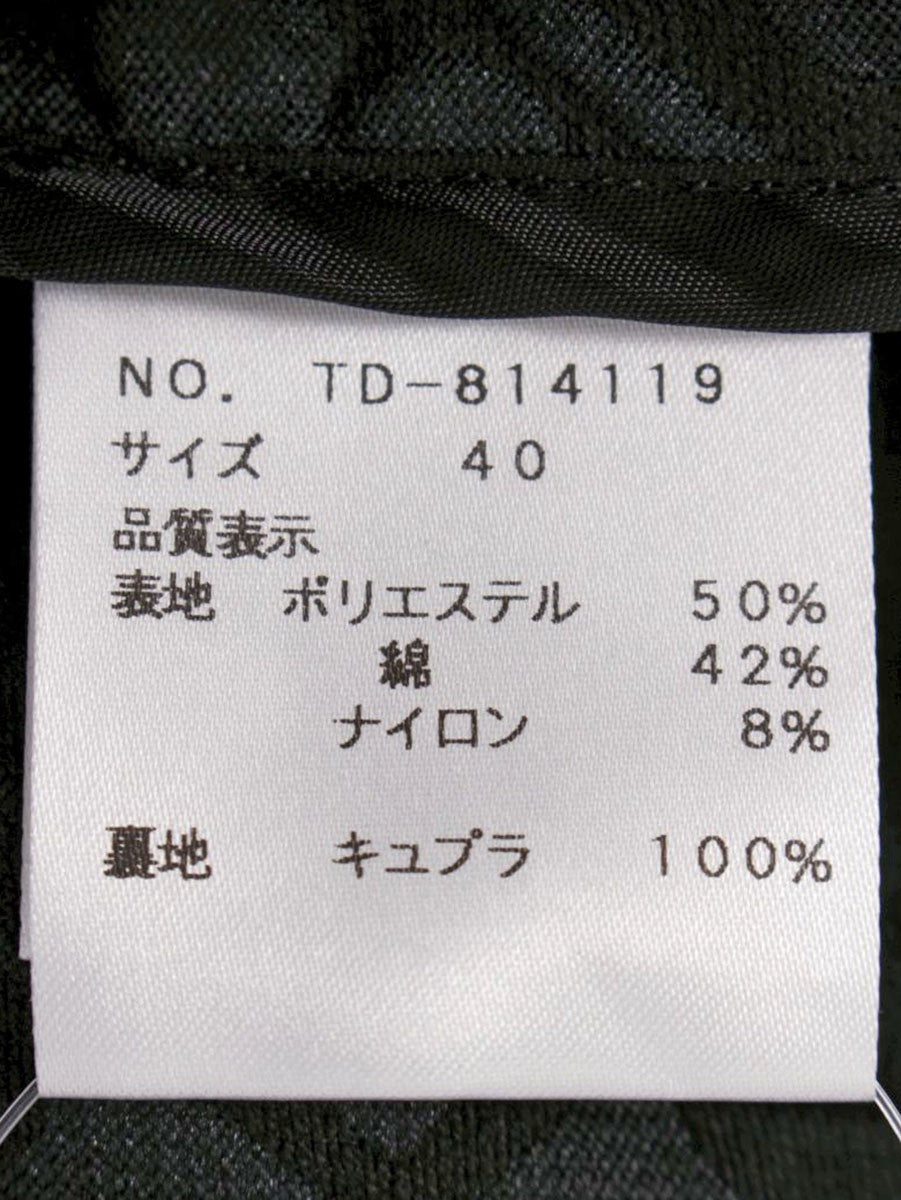 NO. TD-814119
サイズ 40
品質表示
表地 ポリエステル 50%
綿 42%
ナイロン 8%
裏地 キュプラ 100%